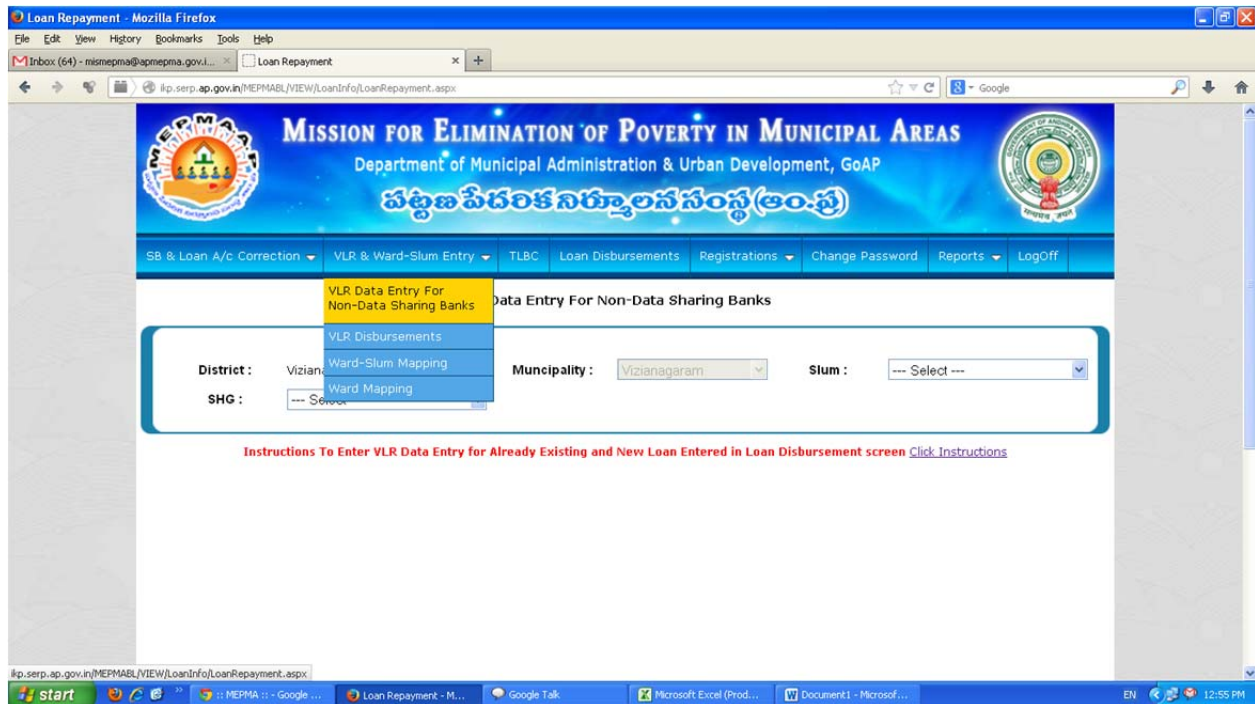 Loan Repayment - Mozilla Firefox
File Edit View History Bookmarks Tools Help
Inbox (64) - mismepma@apmepma.gov.i... Loan Repayment
ikp.serp.ap.gov.in/MEPMABL/VIEW/LoanInfo/LoanRepayment.aspx Google
MEPMA-AP
MISSION FOR ELIMINATION OF POVERTY IN MUNICIPAL AREAS
Department of Municipal Administration & Urban Development, GoAP
పట్టణ పేదరిక నిర్మూలన సంస్థ (ఆం.ప్ర)
SB & Loan A/c Correction VLR & Ward-Slum Entry TLBC Loan Disbursements Registrations Change Password Reports LogOff
VLR Data Entry For
Non-Data Sharing Banks
Data Entry For Non-Data Sharing Banks
VLR Disbursements
Ward-Slum Mapping
Ward Mapping
District : Vizian Muncipality : Vizianagaram Slum : --- Select ---
SHG : --- Select
Instructions To Enter VLR Data Entry for Already Existing and New Loan Entered in Loan Disbursement screen Click Instructions
ikp.serp.ap.gov.in/MEPMABL/VIEW/LoanInfo/LoanRepayment.aspx
start :: MEPMA :: - Google ... Loan Repayment - M... Google Talk Microsoft Excel (Prod... Document1 - Microsof... EN 12:55 PM